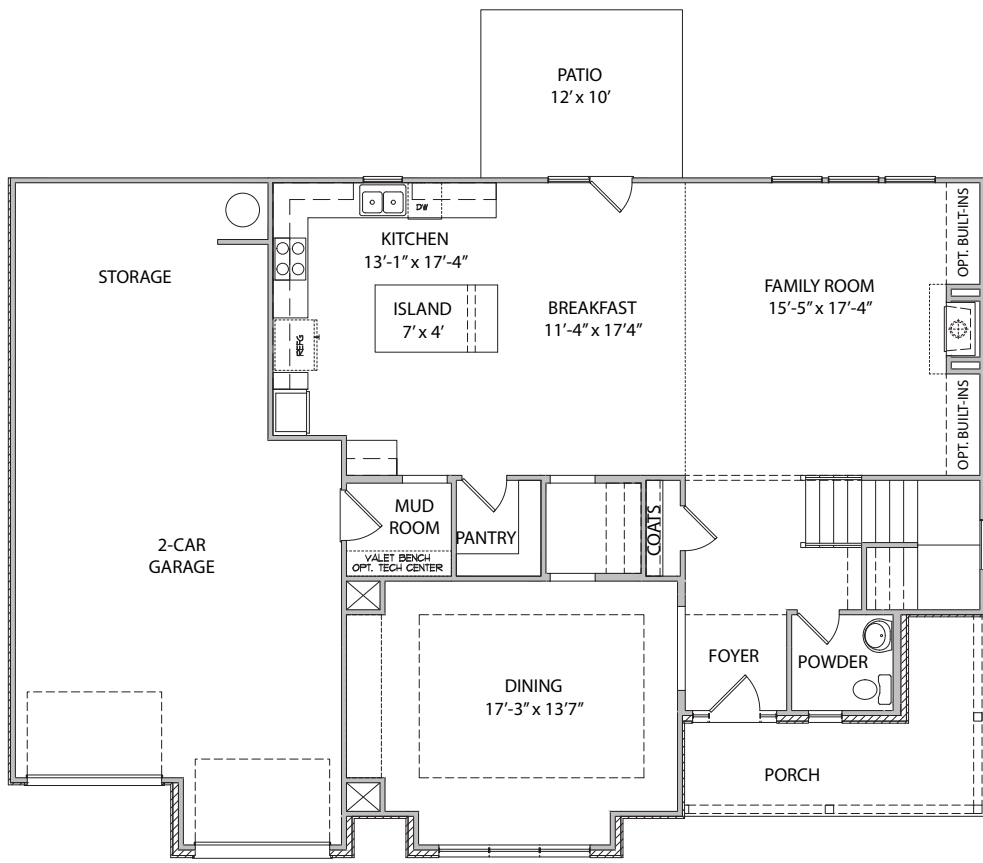 PATIO
12' x 10'
STORAGE
KITCHEN
13'-1" x 17'-4"
DW
OPT. BUILT-INS
ISLAND
7' x 4'
BREAKFAST
11'-4" x 17'4"
FAMILY ROOM
15'-5" x 17'-4"
REFG
OPT. BUILT-INS
MUD
ROOM
PANTRY
COATS
VALET BENCH
OPT. TECH CENTER
2-CAR
GARAGE
FOYER
POWDER
DINING
17'-3" x 13'7"
PORCH